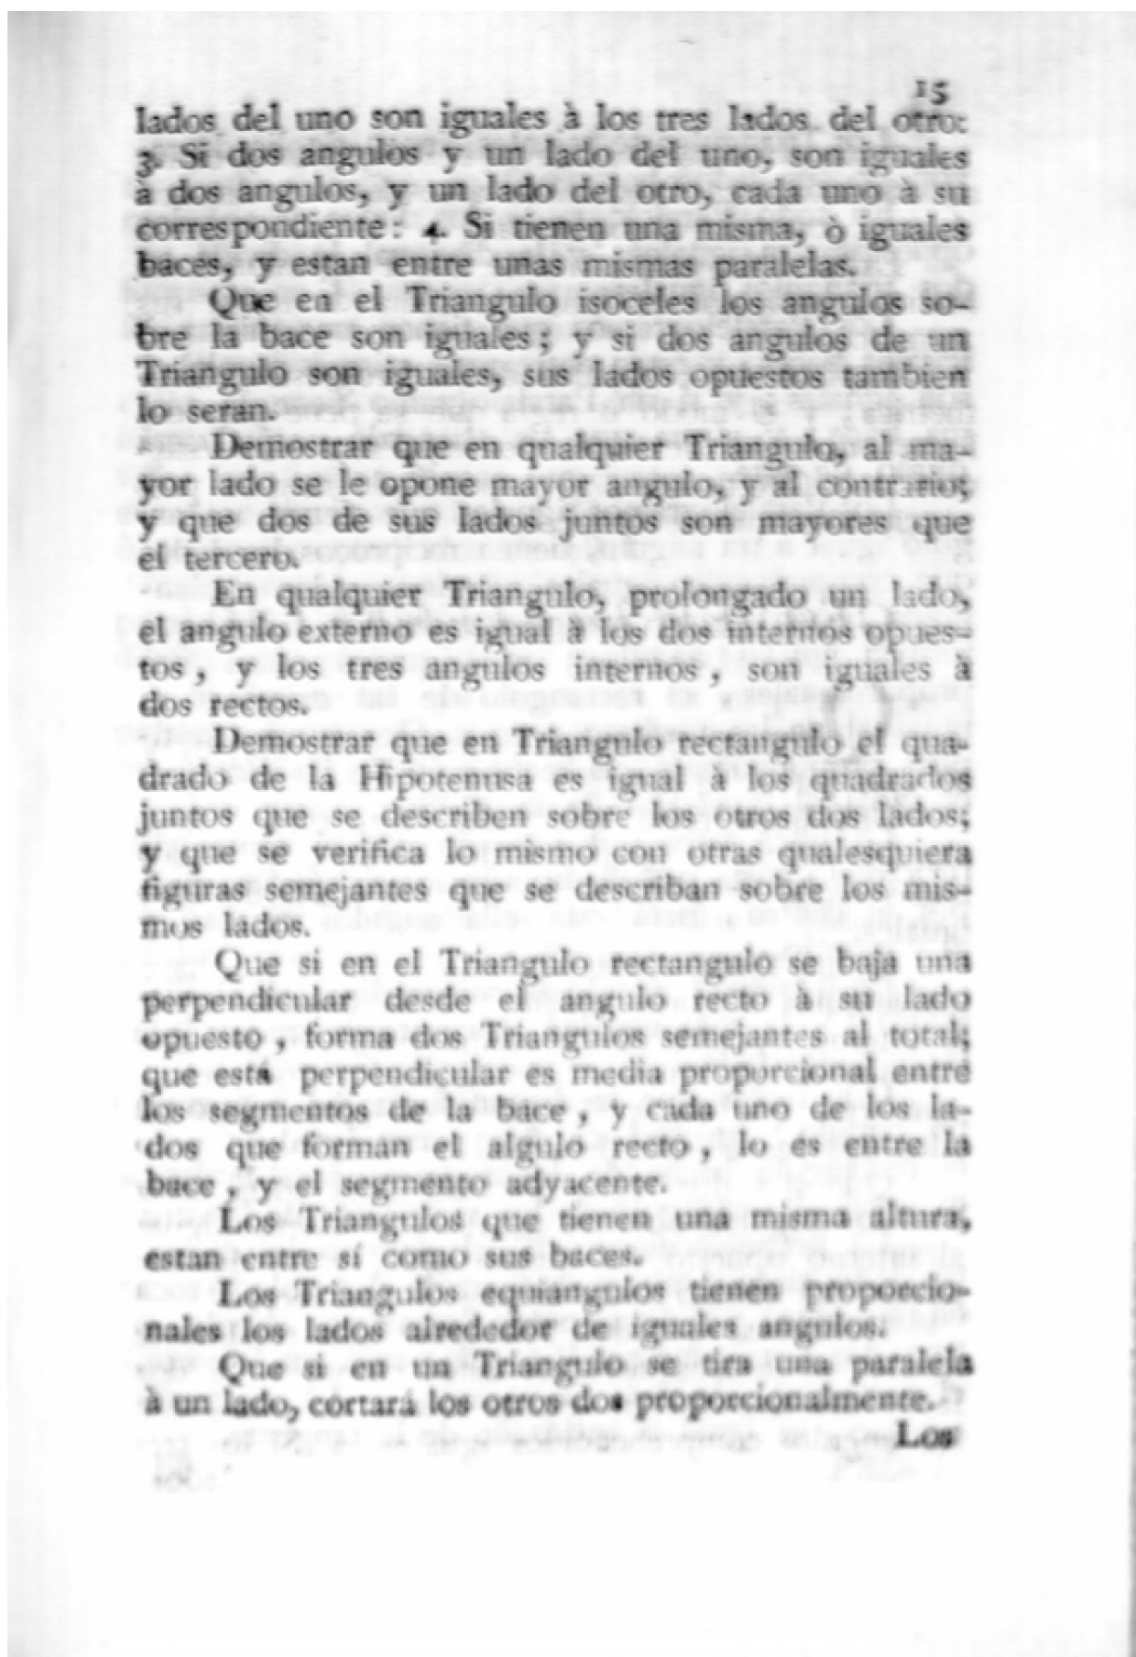 15
lados del uno son iguales à los tres lados del otro:
3. Si dos angulos y un lado del uno, son iguales
à dos angulos, y un lado del otro, cada uno à su
correspondiente: 4. Si tienen una misma, ò iguales
baces, y estan entre unas mismas paralelas.
Que en el Triangulo isoceles los angulos so-
bre la bace son iguales; y si dos angulos de un
Triangulo son iguales, sus lados opuestos tambien
lo seran.
Demostrar que en qualquier Triangulo, al ma-
yor lado se le opone mayor angulo, y al contrario;
y que dos de sus lados juntos son mayores que
el tercero.
En qualquier Triangulo, prolongado un lado,
el angulo externo es igual à los dos internos opues-
tos, y los tres angulos internos, son iguales à
dos rectos.
Demostrar que en Triangulo rectangulo el qua-
drado de la Hipotenusa es igual à los quadrados
juntos que se describen sobre los otros dos lados;
y que se verifica lo mismo con otras qualesquiera
figuras semejantes que se describan sobre los mis-
mos lados.
Que si en el Triangulo rectangulo se baja una
perpendicular desde el angulo recto à su lado
opuesto, forma dos Triangulos semejantes al total;
que está perpendicular es media proporcional entre
los segmentos de la bace, y cada uno de los la-
dos que forman el algulo recto, lo es entre la
bace, y el segmento adyacente.
Los Triangulos que tienen una misma altura,
estan entre sí como sus baces.
Los Triangulos equiangulos tienen proporcio-
nales los lados alrededor de iguales angulos.
Que si en un Triangulo se tira una paralela
à un lado, cortará los otros dos proporcionalmente.
Los